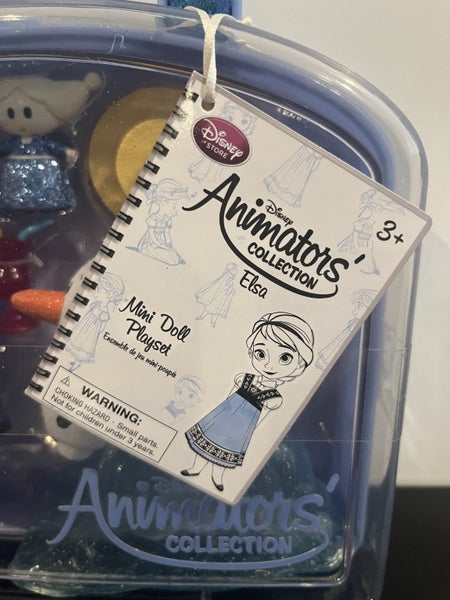 Disney
STORE
Disney
Animators'
COLLECTION
Elsa
3+
Mini Doll
Playset
Ensemble de jeu mini poupée
WARNING:
CHOKING HAZARD - Small parts.
Not for children under 3 years.
Disney
Animators'
COLLECTION